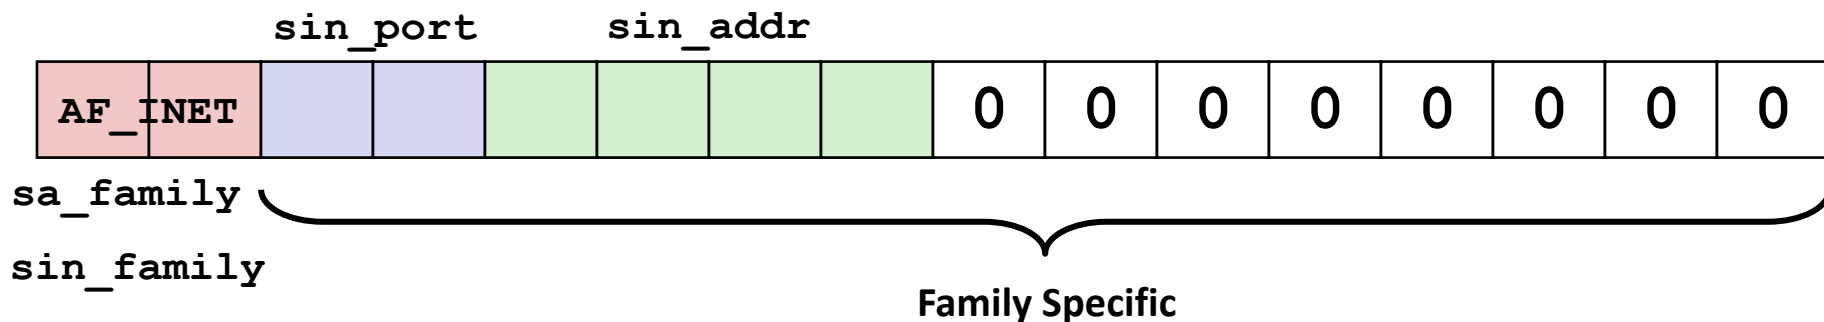 sin_port sin_addr
AF_INET 0 0 0 0 0 0 0 0
sa_family
sin_family
Family Specific